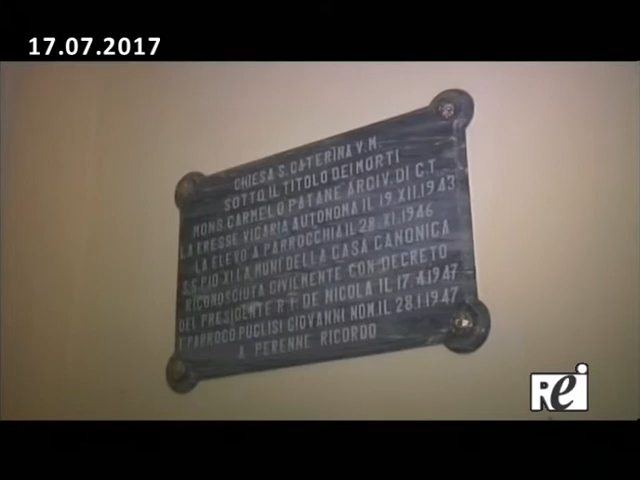 17.07.2017
CHIESA S. CATERINA V.M.
SOTTO IL TITOLO DEI MORTI
MONS. CARMELO PATANE ARCIV. DI C.T.
LA ERESSE VICARIA AUTONOMA IL 19.XII.1943
LA ELEVO A PARROCCHIA IL 28.XI.1946
S.S. PIO XII LA MUNI DELLA CASA CANONICA
RICONOSCIUTA CIVILMENTE CON DECRETO
DEL PRESIDENTE R.I. DE NICOLA IL 17.4.1947
I° PARROCO PUGLISI GIOVANNI NOM. IL 28.1.1947
A PERENNE RICORDO
REi